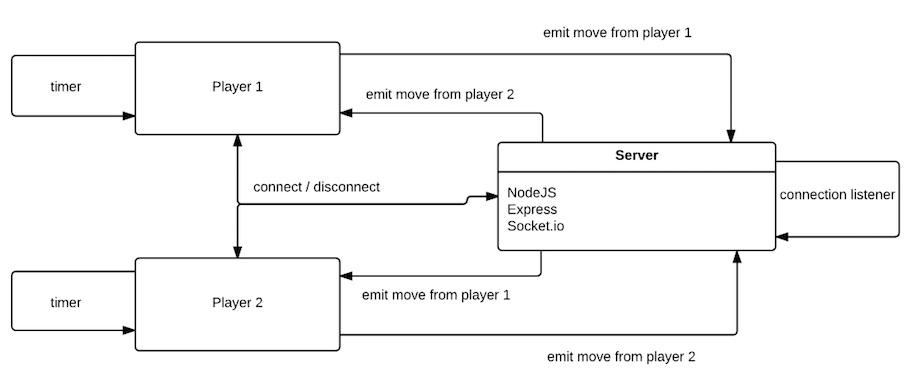 emit move from player 1
timer
Player 1
emit move from player 2
Server
connect / disconnect
NodeJS
Express
Socket.io
connection listener
timer
Player 2
emit move from player 1
emit move from player 2